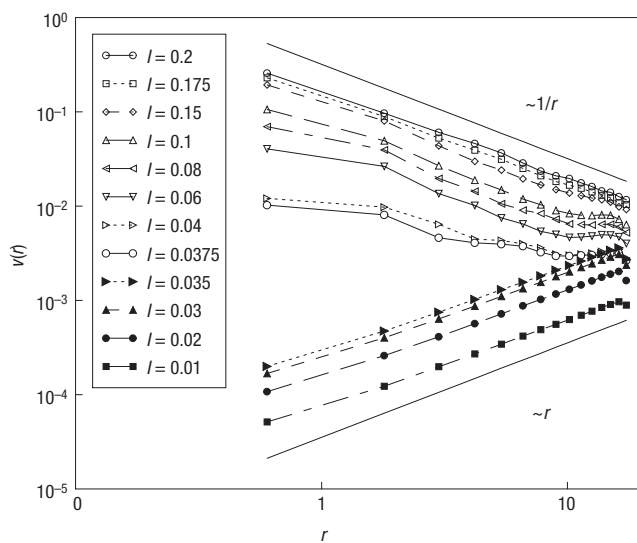 10⁰
10⁻¹
10⁻²
10⁻³
10⁻⁴
10⁻⁵
v(r)
l = 0.2
l = 0.175
l = 0.15
l = 0.1
l = 0.08
l = 0.06
l = 0.04
l = 0.0375
l = 0.035
l = 0.03
l = 0.02
l = 0.01
~1/r
~r
0
1
10
r